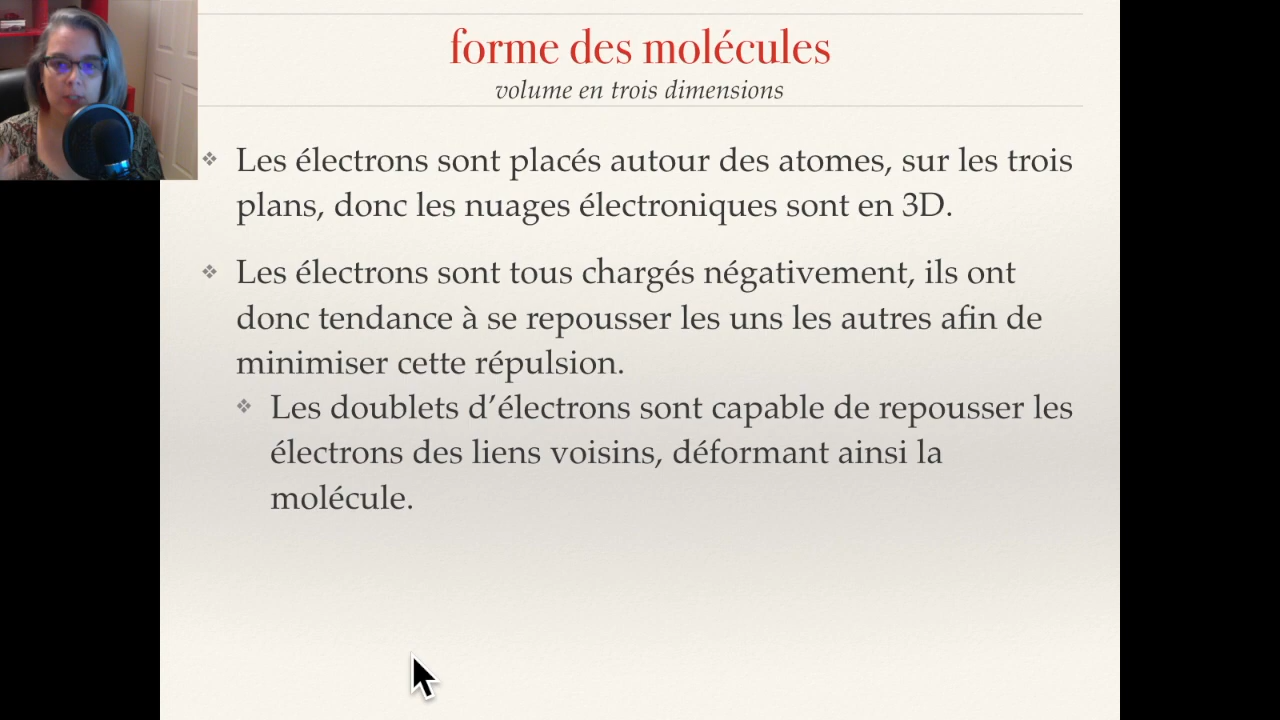 forme des molécules
volume en trois dimensions
❖ Les électrons sont placés autour des atomes, sur les trois
plans, donc les nuages électroniques sont en 3D.
❖ Les électrons sont tous chargés négativement, ils ont
donc tendance à se repousser les uns les autres afin de
minimiser cette répulsion.
❖ Les doublets d’électrons sont capable de repousser les
électrons des liens voisins, déformant ainsi la
molécule.